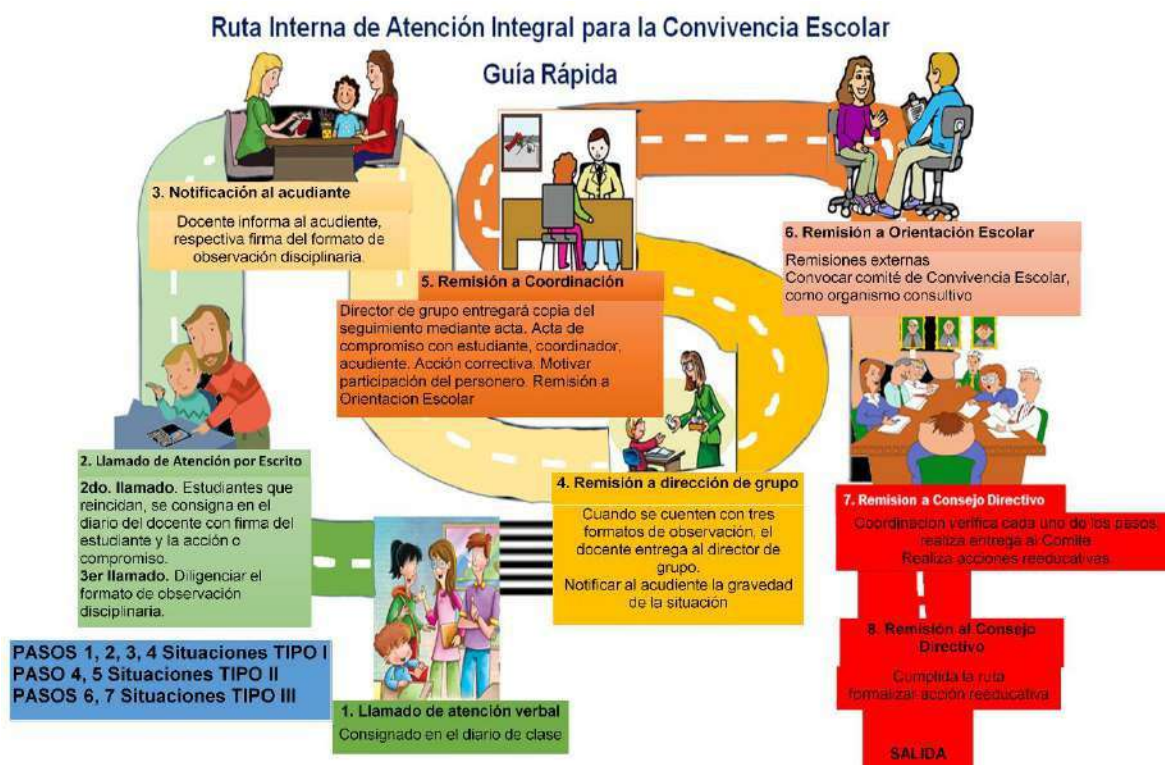 Ruta Interna de Atención Integral para la Convivencia Escolar
Guía Rápida
1. Llamado de atención verbal
Consignado en el diario de clase
2. Llamado de Atención por Escrito
2do. llamado. Estudiantes que
reincidan, se consigna en el
diario del docente con firma del
estudiante y la acción o
compromiso.
3er llamado. Diligenciar el
formato de observación
disciplinaria.
3. Notificación al acudiante
Docente informa al acudiente,
respectiva firma del formato de
observación disciplinaria.
4. Remisión a dirección de grupo
Cuando se cuenten con tres
formatos de observación, el
docente entrega al director de
grupo.
Notificar al acudiente la gravedad
de la situación
5. Remisión a Coordinación
Director de grupo entregará copia del
seguimiento mediante acta. Acta de
compromiso con estudiante, coordinador,
acudiente. Acción correctiva. Motivar
participación del personero. Remisión a
Orientacion Escolar
6. Remisión a Orientación Escolar
Remisiones externas
Convocar comité de Convivencia Escolar,
como organismo consultivo
7. Remision a Consejo Directivo
Coordinación verifica cada uno de los pasos,
realiza entrega al Comite
Realiza acciones reeducativas
8. Remisión al Consejo
Directivo
Cumplida la ruta
formalizar acción reeducativa
SALIDA
PASOS 1, 2, 3, 4 Situaciones TIPO I
PASO 4, 5 Situaciones TIPO II
PASOS 6, 7 Situaciones TIPO III